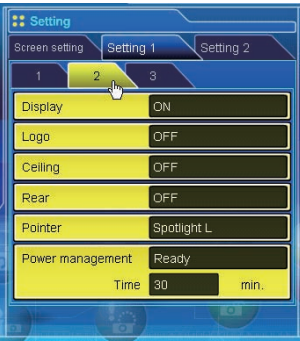 Setting
Screen setting Setting 1 Setting 2
1 2 3
Display ON
Logo OFF
Ceiling OFF
Rear OFF
Pointer Spotlight L
Power management Ready
Time 30 min.